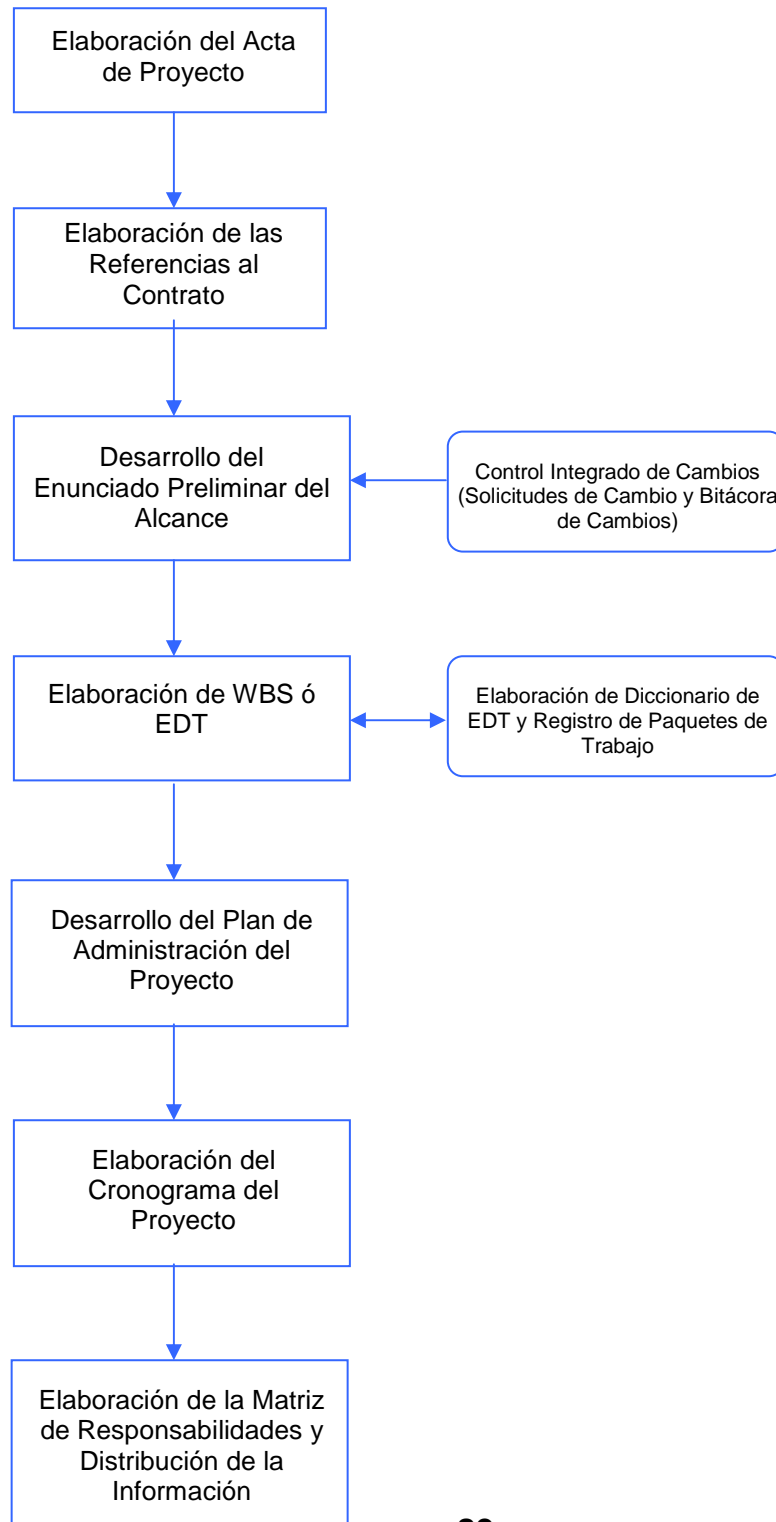 Elaboración del Acta
de Proyecto
Elaboración de las
Referencias al
Contrato
Desarrollo del
Enunciado Preliminar del
Alcance
Control Integrado de Cambios
(Solicitudes de Cambio y Bitácora
de Cambios)
Elaboración de WBS ó
EDT
Elaboración de Diccionario de
EDT y Registro de Paquetes de
Trabajo
Desarrollo del Plan de
Administración del
Proyecto
Elaboración del
Cronograma del
Proyecto
Elaboración de la Matriz
de Responsabilidades y
Distribución de la
Información